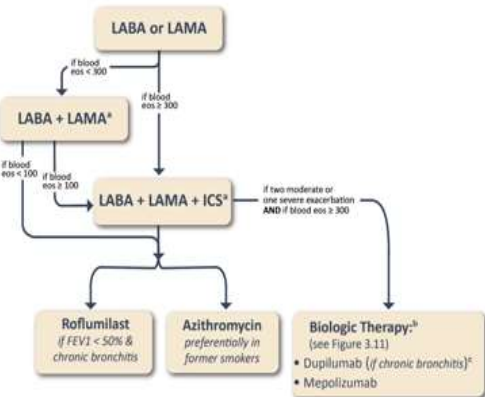 LABA or LAMA
if blood
eos < 300
if blood
eos ≥ 300
LABA + LAMAᵃ
if blood
eos < 100
if blood
eos ≥ 100
LABA + LAMA + ICSᵃ
if two moderate or
one severe exacerbation
AND if blood eos ≥ 300
Roflumilast
if FEV1 < 50% &
chronic bronchitis
Azithromycin
preferentially in
former smokers
Biologic Therapy:ᵇ
(see Figure 3.11)
• Dupilumab (if chronic bronchitis)ᶜ
• Mepolizumab